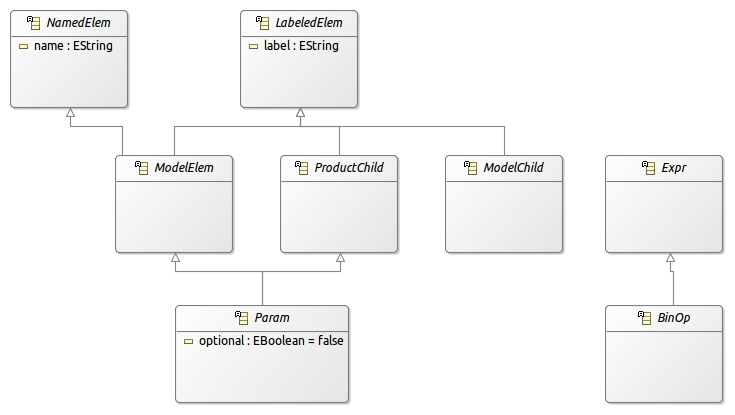 NamedElem
name : EString
LabeledElem
label : EString
ModelElem
ProductChild
ModelChild
Expr
Param
optional : EBoolean = false
BinOp